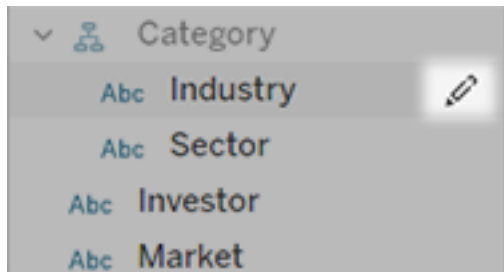 Category
Abc Industry
Abc Sector
Abc Investor
Abc Market